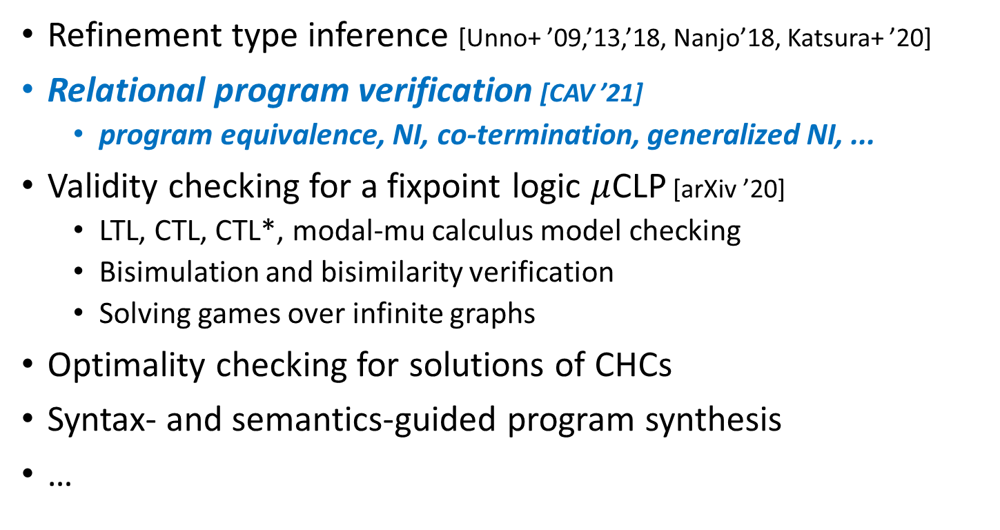 • Refinement type inference [Unno+ ’09,’13,’18, Nanjo’18, Katsura+ ’20]
• Relational program verification [CAV ’21]
• program equivalence, NI, co-termination, generalized NI, ...
• Validity checking for a fixpoint logic 𝜇CLP [arXiv ’20]
• LTL, CTL, CTL*, modal-mu calculus model checking
• Bisimulation and bisimilarity verification
• Solving games over infinite graphs
• Optimality checking for solutions of CHCs
• Syntax- and semantics-guided program synthesis
• ...